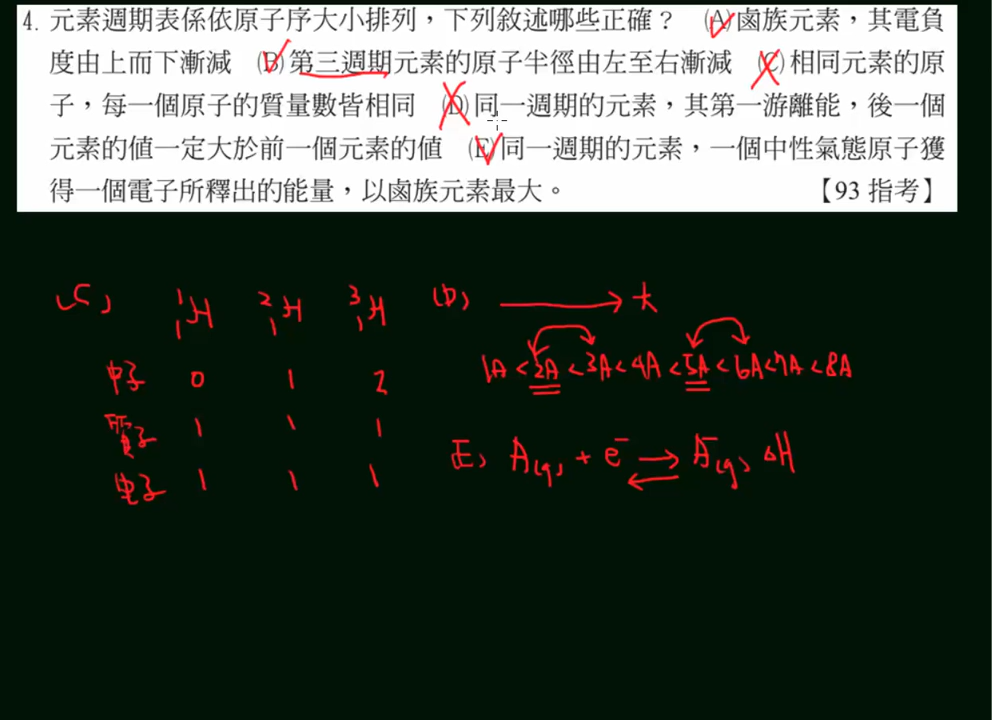 4. 元素週期表係依原子序大小排列，下列敘述哪些正確？ (A)鹵族元素，其電負
度由上而下漸減 (B)第三週期元素的原子半徑由左至右漸減 (C)相同元素的原
子，每一個原子的質量數皆相同 (D)同一週期的元素，其第一游離能，後一個
元素的值一定大於前一個元素的值 (E)同一週期的元素，一個中性氣態原子獲
得一個電子所釋出的能量，以鹵族元素最大。 【93 指考】
(C) ¹₁H ²₁H ³₁H
中子 0 1 2
質子 1 1 1
电子 1 1 1
(D) ⟶ 大
1A < 2A < 3A < 4A < 5A < 6A < 7A < 8A
(E) A(g) + e⁻ ⇌ A⁻(g) ΔH